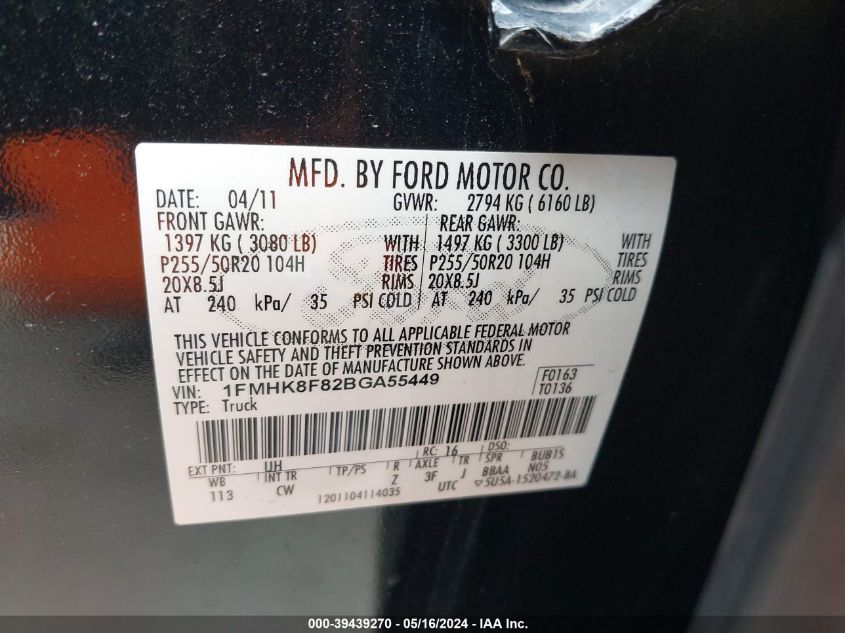 MFD. BY FORD MOTOR CO.
DATE: 04/11 GVWR: 2794 KG ( 6160 LB)
FRONT GAWR: REAR GAWR:
1397 KG ( 3080 LB) WITH 1497 KG ( 3300 LB) WITH
P255/50R20 104H TIRES P255/50R20 104H TIRES
20X8.5J RIMS 20X8.5J RIMS
AT 240 kPa/ 35 PSI COLD AT 240 kPa/ 35 PSI COLD
THIS VEHICLE CONFORMS TO ALL APPLICABLE FEDERAL MOTOR
VEHICLE SAFETY AND THEFT PREVENTION STANDARDS IN
EFFECT ON THE DATE OF MANUFACTURE SHOWN ABOVE.
VIN: 1FMHK8F82BGA55449 F0163
TYPE: Truck T0136
EXT PNT: UH RC: 16 DSO:
WB INT TR TP/PS R AXLE TR SPR BUB15
113 CW Z 3F J BBAA N05
1201104114035 UTC ▽5U5A-1520472-BA
000-39439270 - 05/16/2024 - IAA Inc.